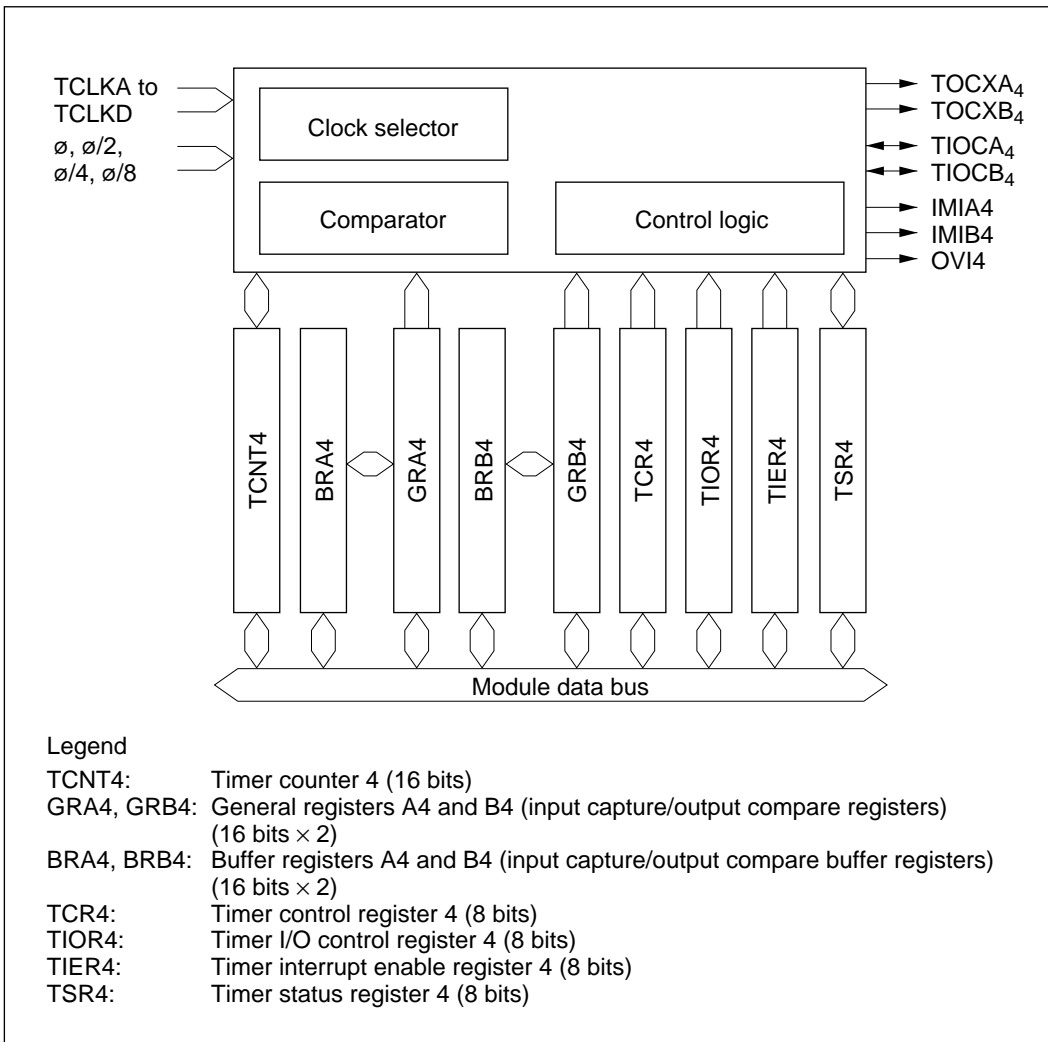 TCLKA to
TCLKD
ø, ø/2,
ø/4, ø/8
Clock selector
Comparator
Control logic
TOCXA4
TOCXB4
TIOCA4
TIOCB4
IMIA4
IMIB4
OVI4
TCNT4
BRA4
GRA4
BRB4
GRB4
TCR4
TIOR4
TIER4
TSR4
Module data bus
Legend
TCNT4: Timer counter 4 (16 bits)
GRA4, GRB4: General registers A4 and B4 (input capture/output compare registers)
(16 bits × 2)
BRA4, BRB4: Buffer registers A4 and B4 (input capture/output compare buffer registers)
(16 bits × 2)
TCR4: Timer control register 4 (8 bits)
TIOR4: Timer I/O control register 4 (8 bits)
TIER4: Timer interrupt enable register 4 (8 bits)
TSR4: Timer status register 4 (8 bits)